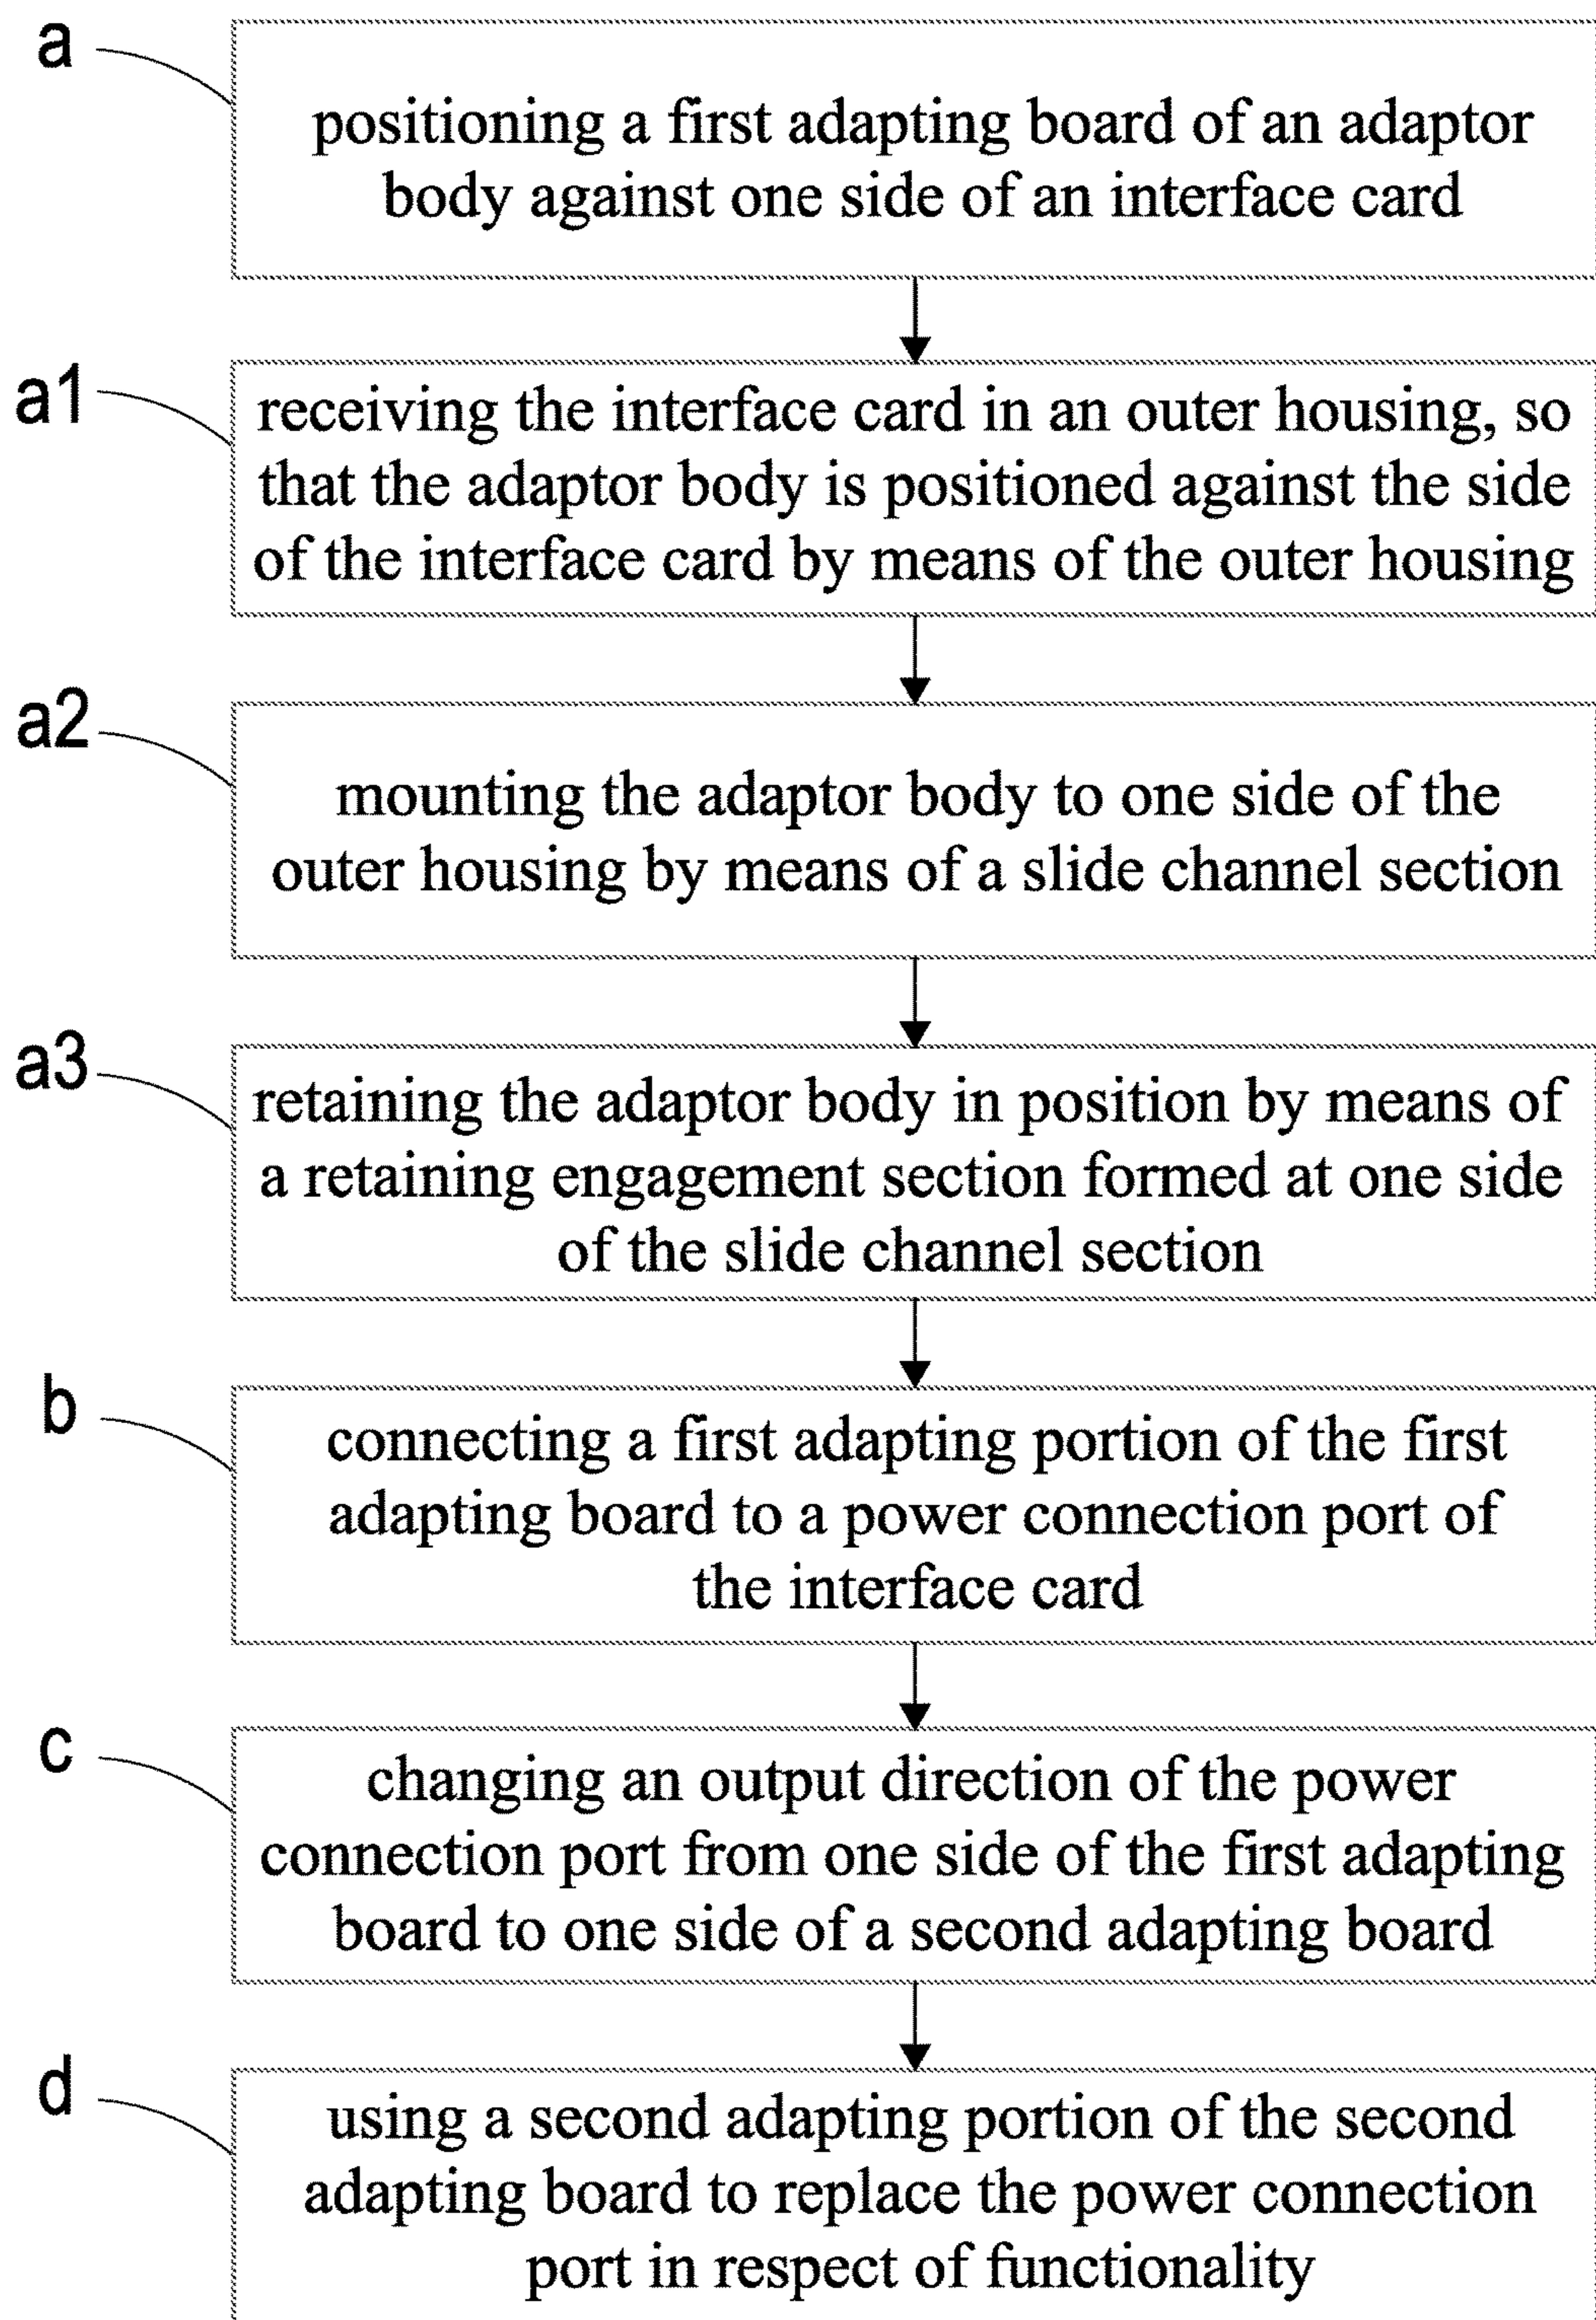 a
positioning a first adapting board of an adaptor
body against one side of an interface card
a1
receiving the interface card in an outer housing, so
that the adaptor body is positioned against the side
of the interface card by means of the outer housing
a2
mounting the adaptor body to one side of the
outer housing by means of a slide channel section
a3
retaining the adaptor body in position by means of
a retaining engagement section formed at one side
of the slide channel section
b
connecting a first adapting portion of the first
adapting board to a power connection port of
the interface card
c
changing an output direction of the power
connection port from one side of the first adapting
board to one side of a second adapting board
d
using a second adapting portion of the second
adapting board to replace the power connection
port in respect of functionality